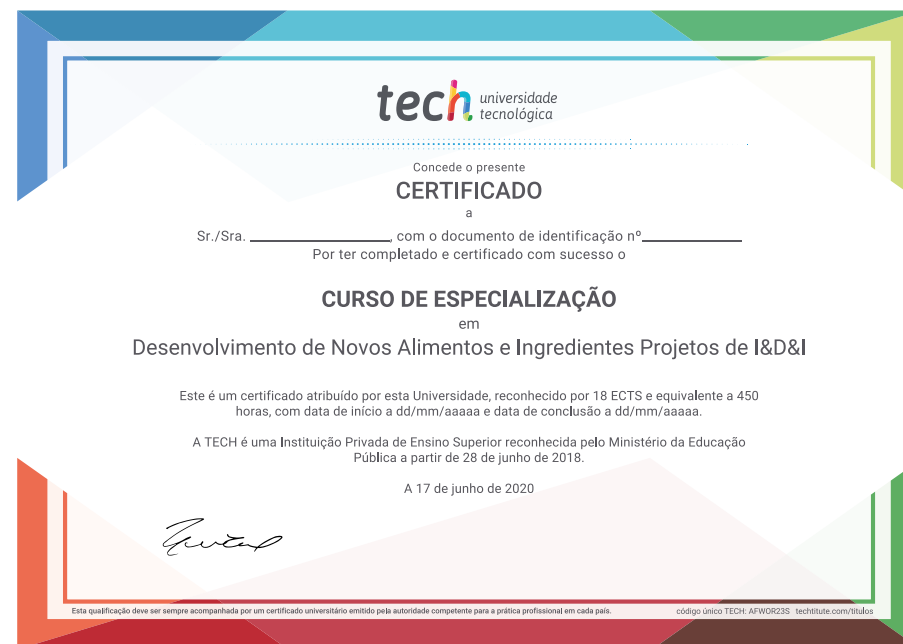 tech universidade
tecnológica
Concede o presente
CERTIFICADO
a
Sr./Sra. ________________, com o documento de identificação nº____________
Por ter completado e certificado com sucesso o
CURSO DE ESPECIALIZAÇÃO
em
Desenvolvimento de Novos Alimentos e Ingredientes Projetos de I&D&I
Este é um certificado atribuído por esta Universidade, reconhecido por 18 ECTS e equivalente a 450
horas, com data de início a dd/mm/aaaaa e data de conclusão a dd/mm/aaaaa.
A TECH é uma Instituição Privada de Ensino Superior reconhecida pelo Ministério da Educação
Pública a partir de 28 de junho de 2018.
A 17 de junho de 2020
Esta qualificação deve ser sempre acompanhada por um certificado universitário emitido pela autoridade competente para a prática profissional em cada país.
código único TECH: AFWOR23S techtitute.com/titulos